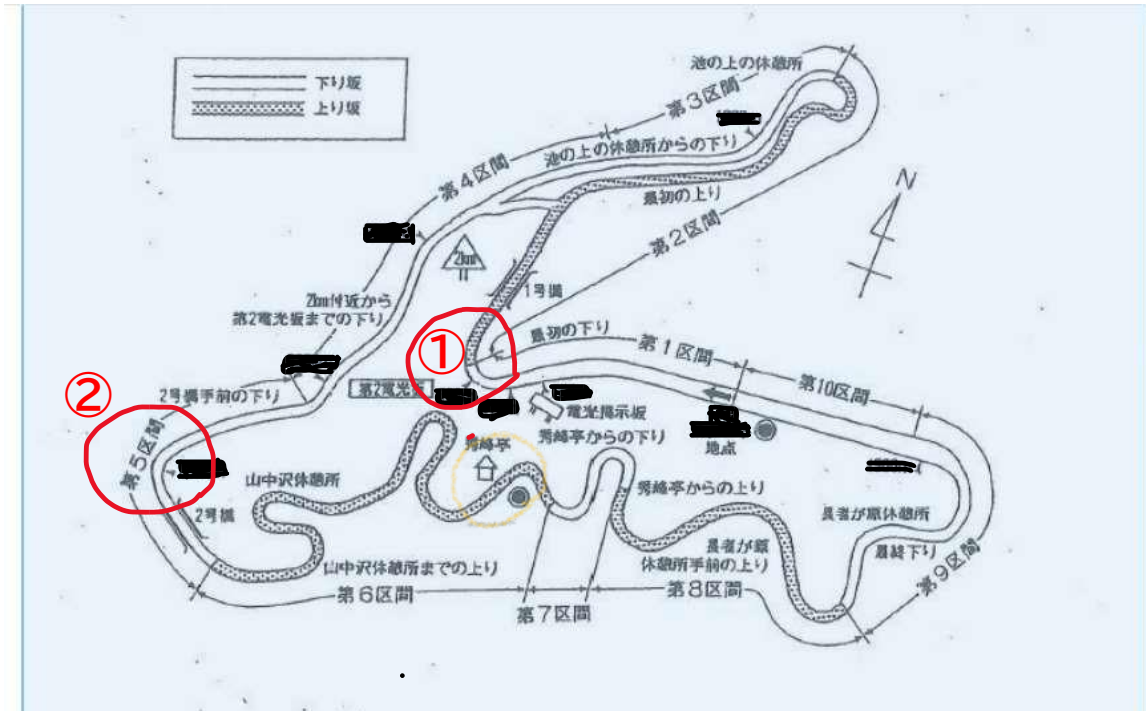 下り坂
上り坂
池の上の休憩所
第3区間
池の上の休憩所からの下り
第4区間
最初の上り
第2区間
N
2km
1号橋
2km付近から
第2電光板までの下り
①
最初の下り
第1区間
第10区間
②
2号橋手前の下り
第2電光板
電光掲示板
地点
第5区間
秀峰亭
秀峰亭からの下り
山中沢休憩所
秀峰亭からの上り
2号橋
長者が原休憩所
最終下り
長者が原
休憩所手前の上り
山中沢休憩所までの上り
第9区間
第6区間
第7区間
第8区間